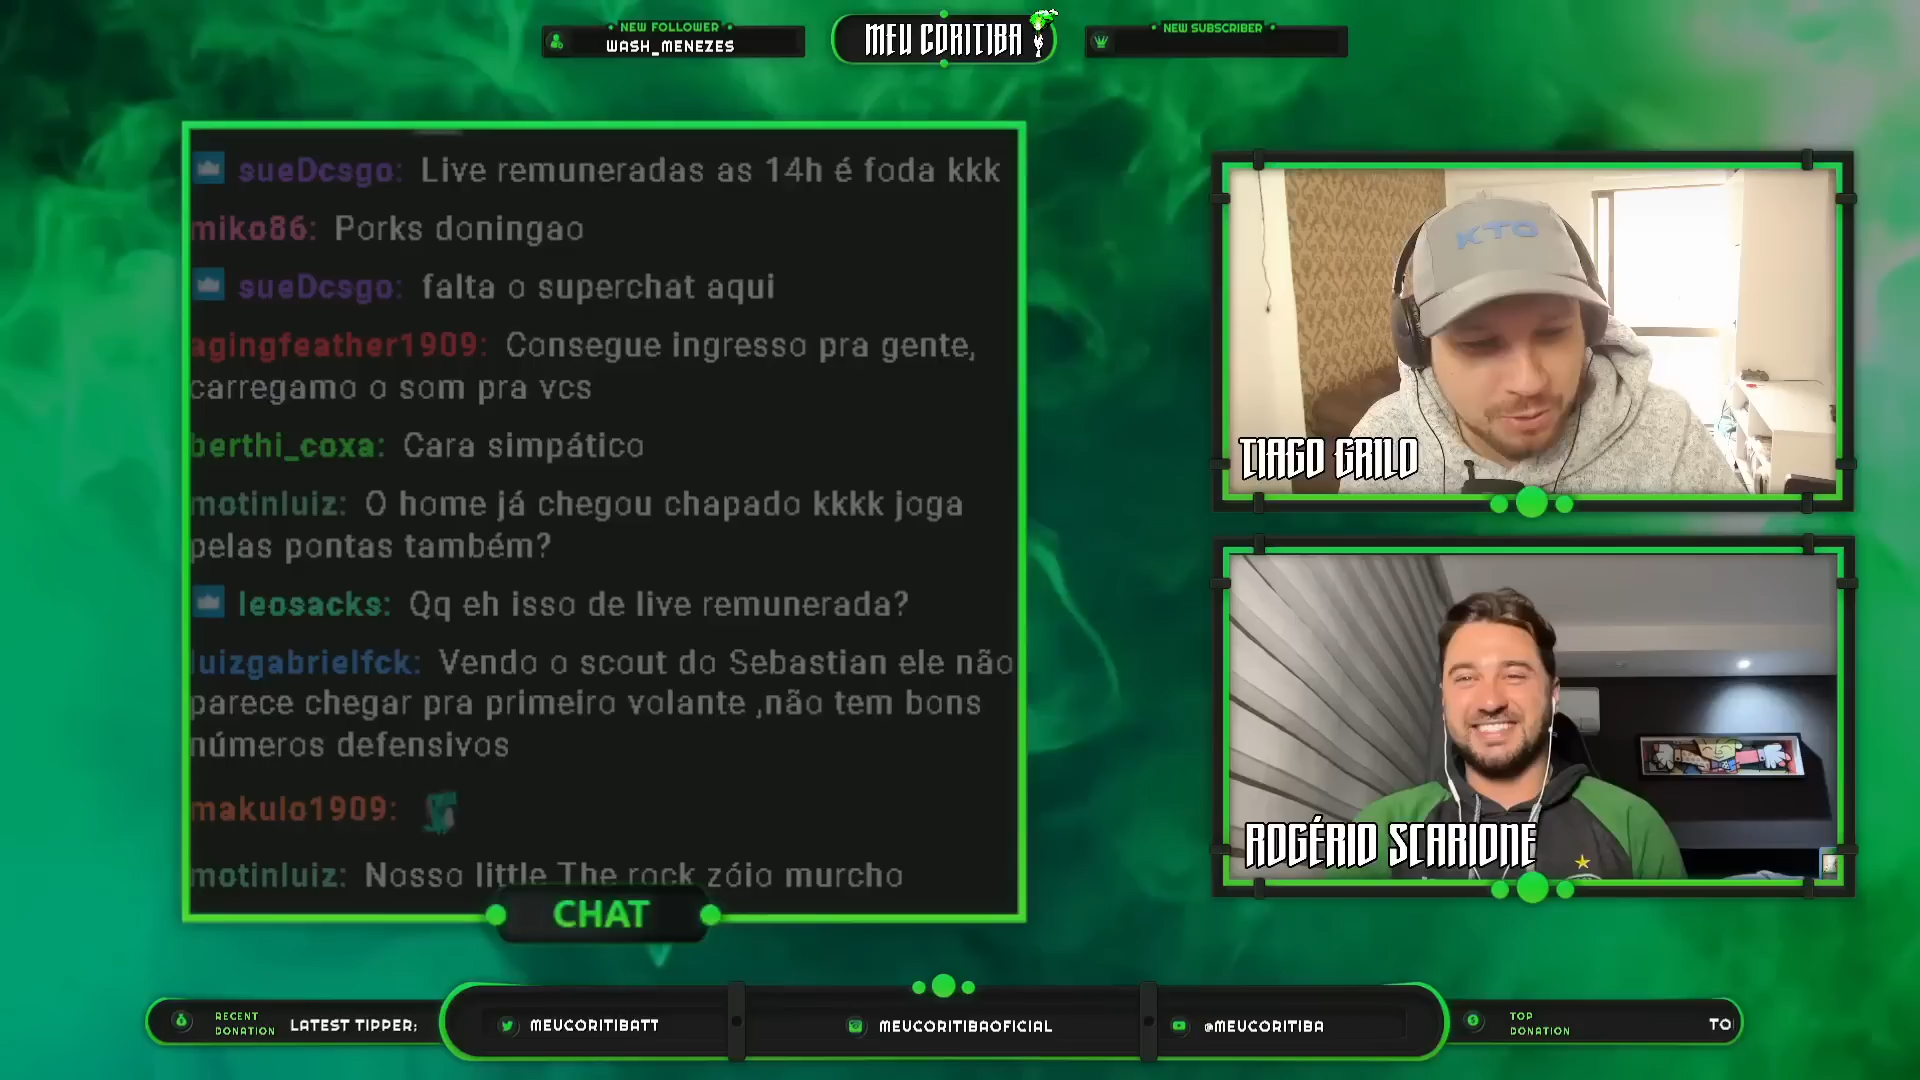 NEW FOLLOWER
WASH_MENEZES
MEU CORITIBA
NEW SUBSCRIBER
sueDcsgo: Live remuneradas as 14h é foda kkk
miko86: Porks doningao
sueDcsgo: falta o superchat aqui
agingfeather1909: Consegue ingresso pra gente,
carregamo o som pra vcs
berthi_coxa: Cara simpático
motinluiz: O home já chegou chapado kkkk joga
pelas pontas também?
leosacks: Qq eh isso de live remunerada?
luizgabrielfck: Vendo o scout do Sebastian ele não
parece chegar pra primeiro volante ,não tem bons
números defensivos
makulo1909:
motinluiz: Nosso little The rock zóio murcho
CHAT
KTO
TIAGO GRILO
ROGÉRIO SCARIONE
RECENT
DONATION
LATEST TIPPER:
MEUCORITIBATT
MEUCORITIBAOFICIAL
@MEUCORITIBA
TOP
DONATION
TO